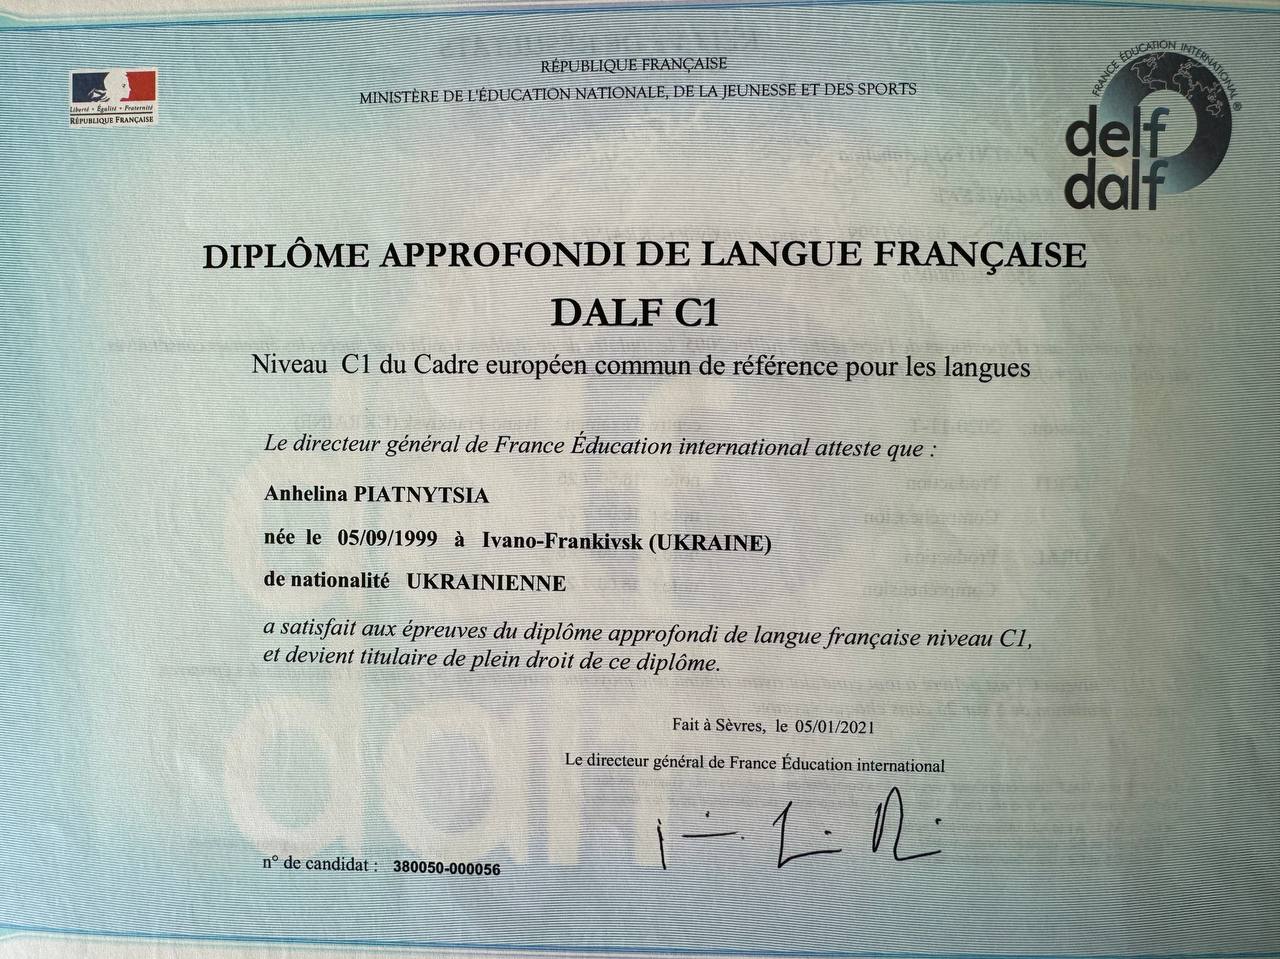 Liberté • Égalité • Fraternité
RÉPUBLIQUE FRANÇAISE
RÉPUBLIQUE FRANÇAISE
MINISTÈRE DE L'ÉDUCATION NATIONALE, DE LA JEUNESSE ET DES SPORTS
FRANCE ÉDUCATION INTERNATIONAL®
delf
dalf
DIPLÔME APPROFONDI DE LANGUE FRANÇAISE
DALF C1
Niveau C1 du Cadre européen commun de référence pour les langues
Le directeur général de France Éducation international atteste que :
Anhelina PIATNYTSIA
née le 05/09/1999 à Ivano-Frankivsk (UKRAINE)
de nationalité UKRAINIENNE
a satisfait aux épreuves du diplôme approfondi de langue française niveau C1,
et devient titulaire de plein droit de ce diplôme.
Fait à Sèvres, le 05/01/2021
Le directeur général de France Éducation international
n° de candidat : 380050-000056